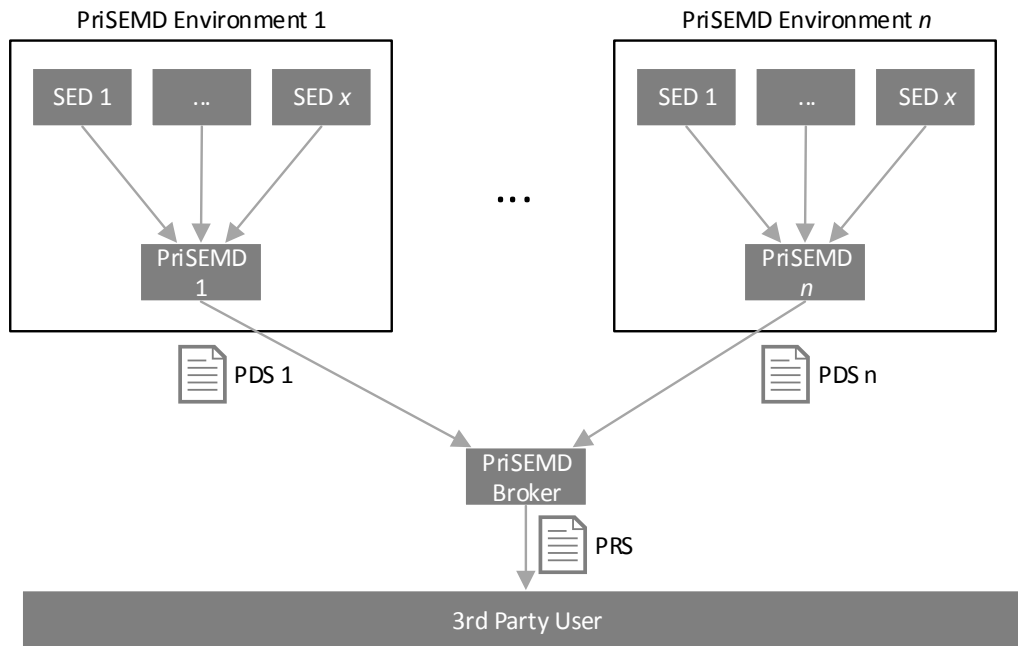 PriSEMD Environment 1
PriSEMD Environment n
SED 1
...
SED x
SED 1
...
SED x
...
PriSEMD
1
PriSEMD
n
PDS 1
PDS n
PriSEMD
Broker
PRS
3rd Party User